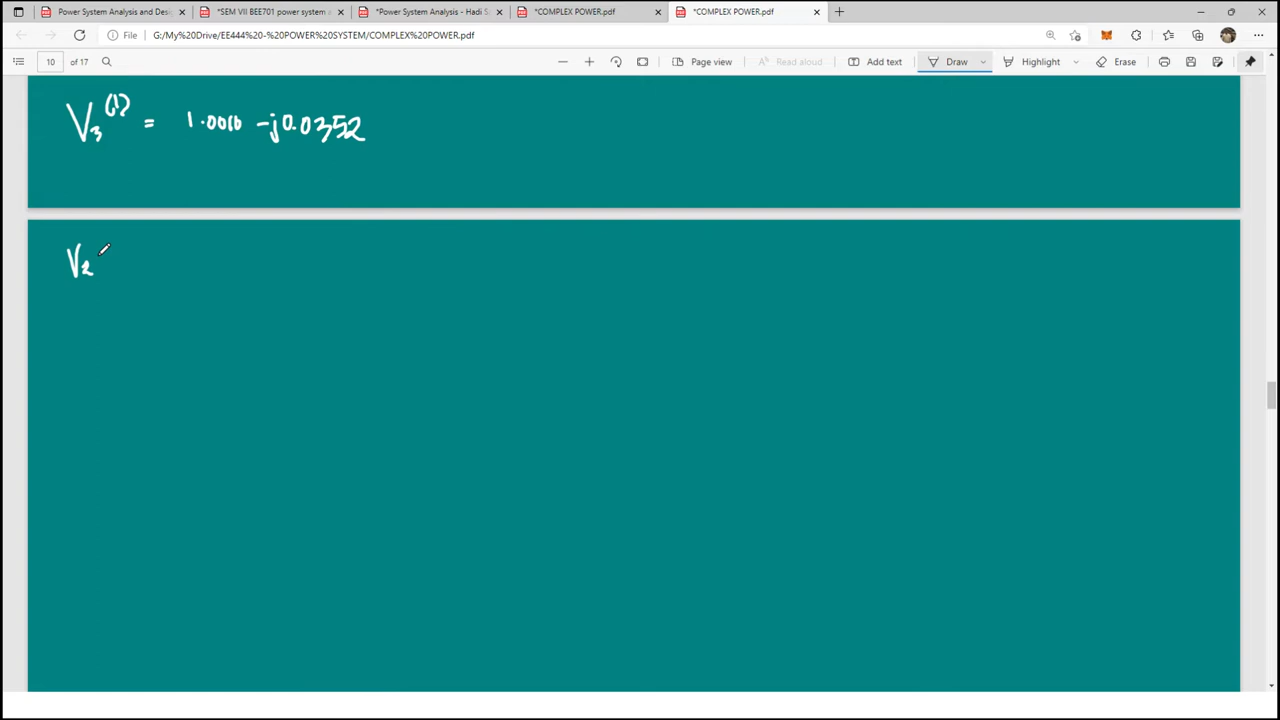 Power System Analysis and Des
*SEM VII BEE701 power system a
*Power System Analysis - Hadi S
*COMPLEX POWER.pdf
*COMPLEX POWER.pdf
File
G:/My%20Drive/EE444%20-%20POWER%20SYSTEM/COMPLEX%20POWER.pdf
10 of 17
Page view
Read aloud
Add text
Draw
Highlight
Erase
V₃⁽¹⁾ = 1.0010 - j0.0352
V₂